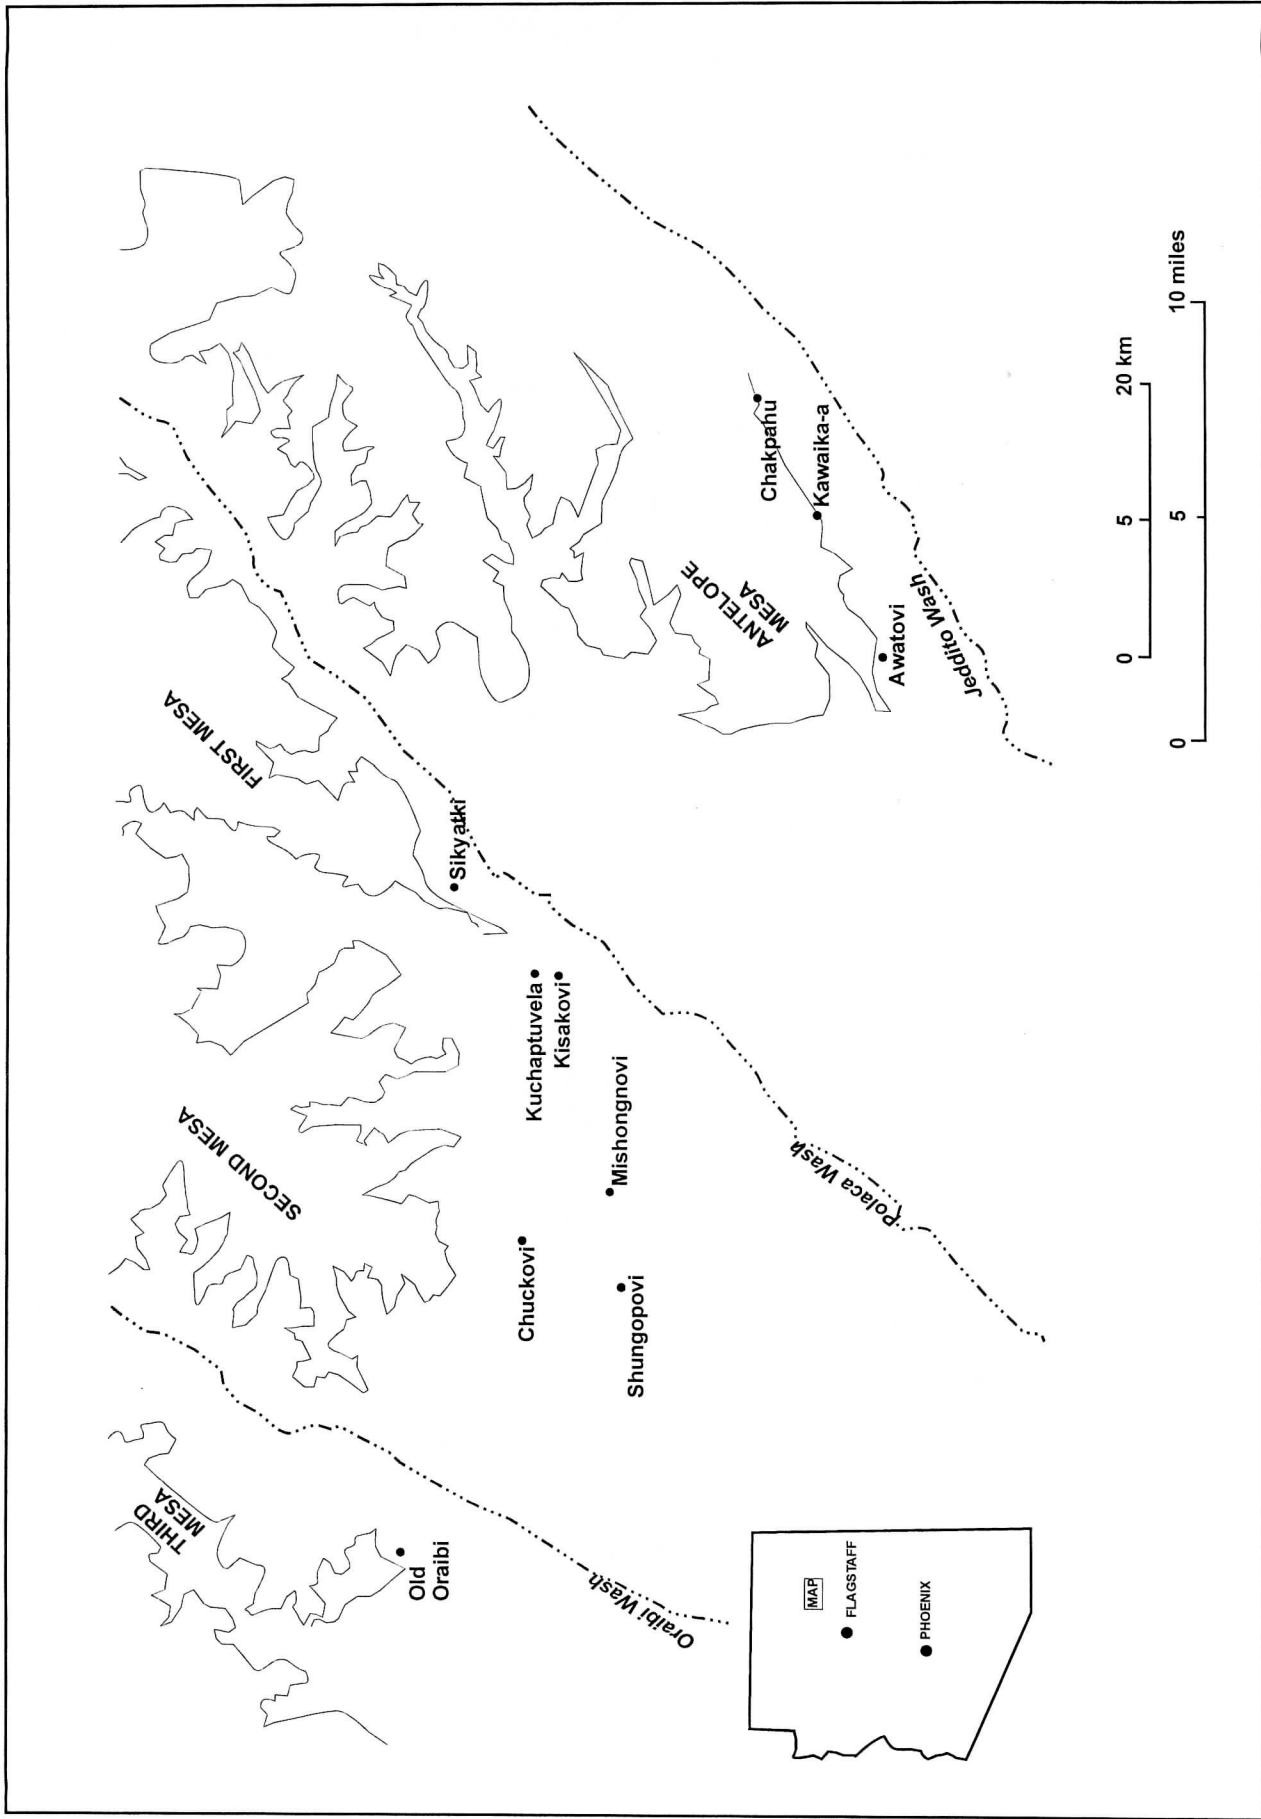 THIRD
MESA
SECOND MESA
FIRST MESA
Old
Oraibi
Sikyatki
Chuckovi
Kuchaptuvela
Kisakovi
Mishongnovi
Shungopovi
Oraibi Wash
ANTELOPE
MESA
Chakpahu
Kawaika-a
Polaca Wash
Awatovi
Jeddito Wash
MAP
FLAGSTAFF
PHOENIX
0 5 20 km
0 5 10 miles